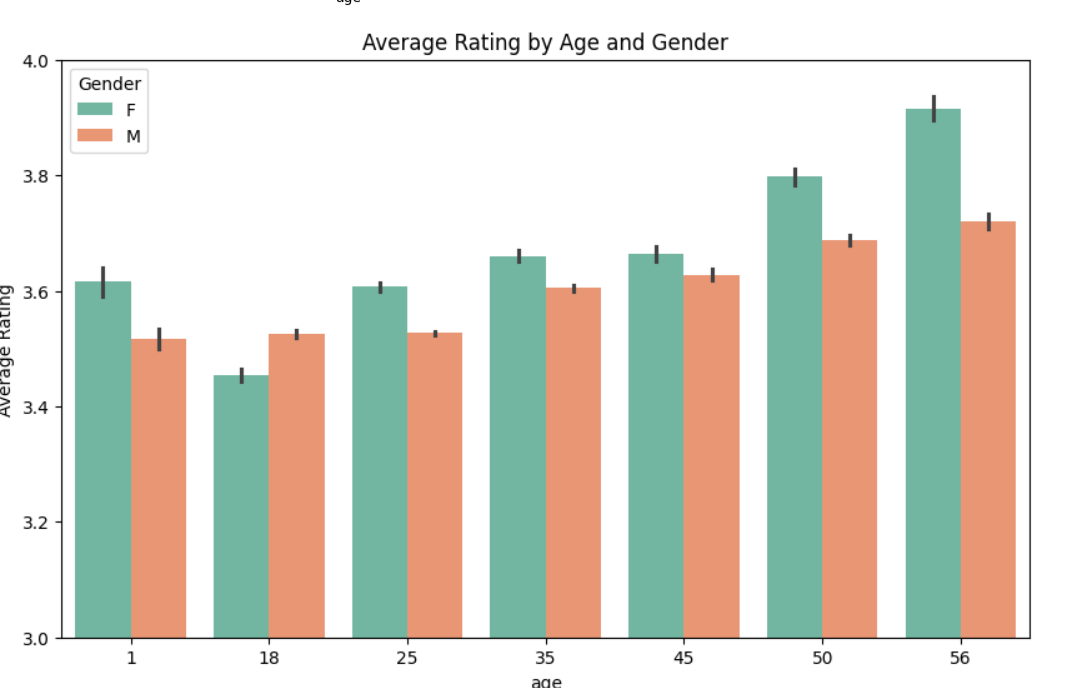 age
Average Rating by Age and Gender
4.0
Gender
F
M
3.8
3.6
3.4
3.2
3.0
Average Rating
1 18 25 35 45 50 56
age